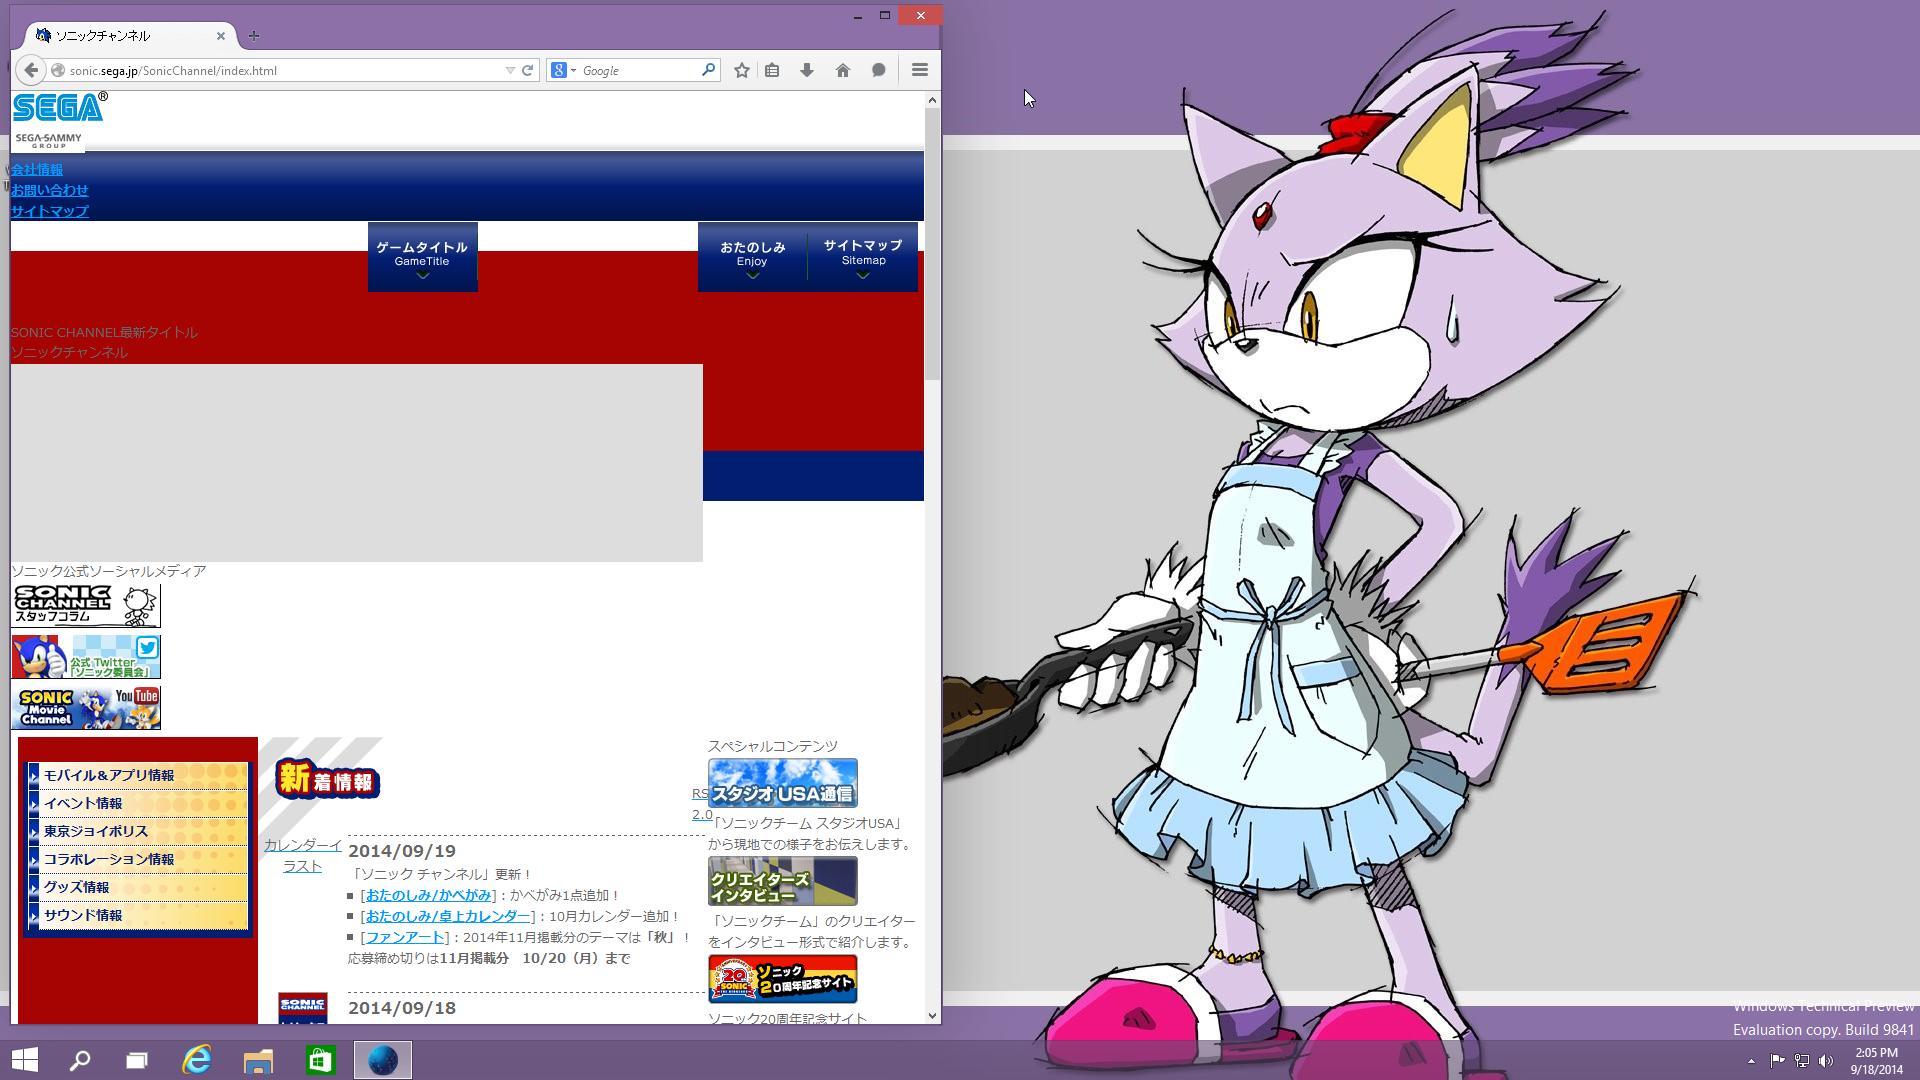 ソニックチャンネル
sonic.sega.jp/SonicChannel/index.html
Google
SEGA®
SEGA SAMMY
GROUP
会社情報
お問い合わせ
サイトマップ
ゲームタイトル
GameTitle
おたのしみ
Enjoy
サイトマップ
Sitemap
SONIC CHANNEL最新タイトル
ソニックチャンネル
ソニック公式ソーシャルメディア
SONIC
CHANNEL
スタッフコラム
公式 Twitter
「ソニック委員会」
SONIC
Movie
Channel
YouTube
モバイル&アプリ情報
イベント情報
東京ジョイポリス
コラボレーション情報
グッズ情報
サウンド情報
新着情報
RS
2.0
カレンダーイ
ラスト
2014/09/19
「ソニック チャンネル」更新！
[おたのしみ/かべがみ]：かべがみ1点追加！
[おたのしみ/卓上カレンダー]：10月カレンダー追加！
[ファンアート]：2014年11月掲載分のテーマは「秋」！
応募締め切りは11月掲載分　10/20（月）まで
SONIC
CHANNEL
2014/09/18
スペシャルコンテンツ
スタジオUSA通信
「ソニックチーム スタジオUSA」
から現地での様子をお伝えします。
クリエイターズ
インタビュー
「ソニックチーム」のクリエイター
をインタビュー形式で紹介します。
20
ソニック
20周年記念サイト
ソニック20周年記念サイト
Windows Technical Preview
Evaluation copy. Build 9841
2:05 PM
9/18/2014